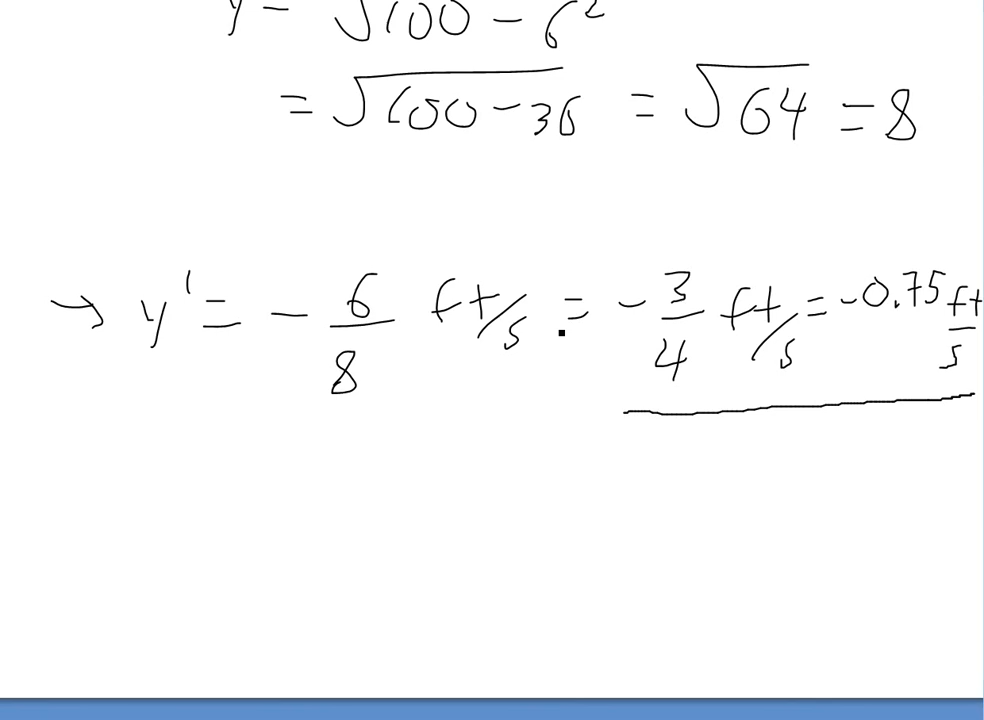 y = √100 - 6²
= √100 - 36 = √64 = 8
→ y' = - 6/8 ft/s = - 3/4 ft/s = -0.75 ft/s